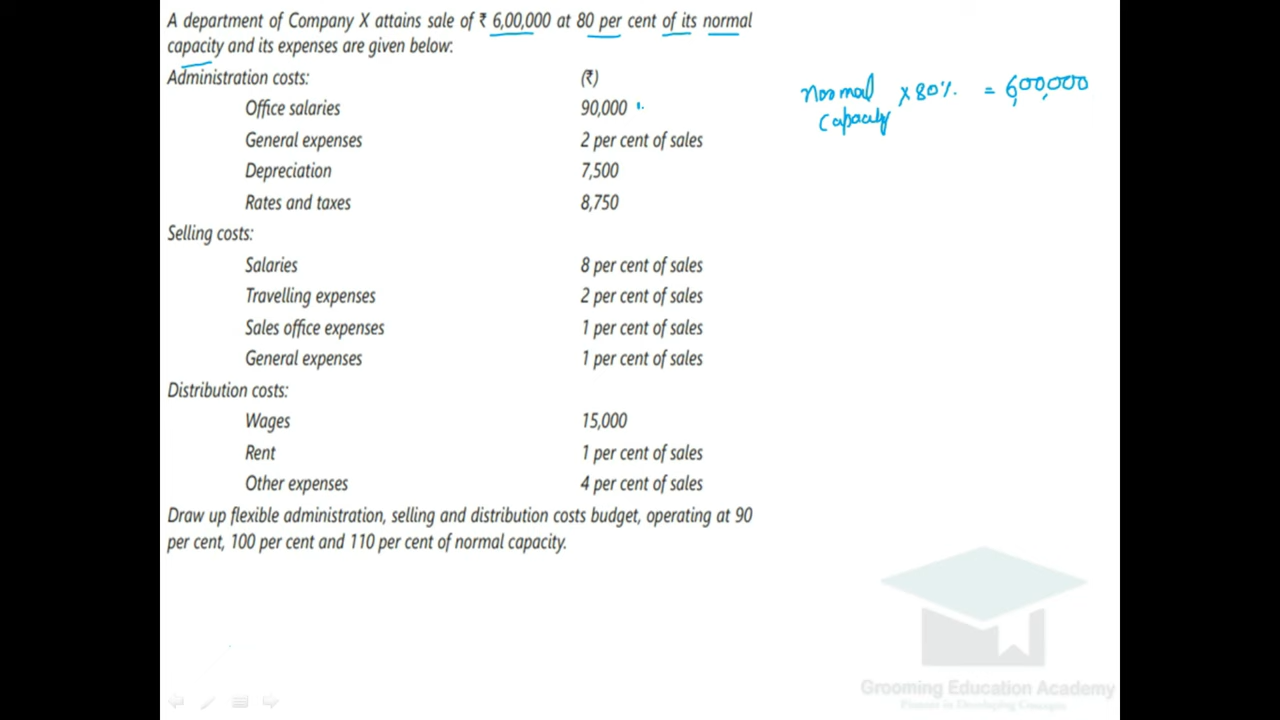 A department of Company X attains sale of ₹ 6,00,000 at 80 per cent of its normal
capacity and its expenses are given below:
Administration costs: (₹)
Office salaries 90,000
General expenses 2 per cent of sales
Depreciation 7,500
Rates and taxes 8,750
Selling costs:
Salaries 8 per cent of sales
Travelling expenses 2 per cent of sales
Sales office expenses 1 per cent of sales
General expenses 1 per cent of sales
Distribution costs:
Wages 15,000
Rent 1 per cent of sales
Other expenses 4 per cent of sales
Draw up flexible administration, selling and distribution costs budget, operating at 90
per cent, 100 per cent and 110 per cent of normal capacity.
Normal × 80% = 6,00,000
Capacity
Grooming Education Academy
Pioneer in Developing Concepts